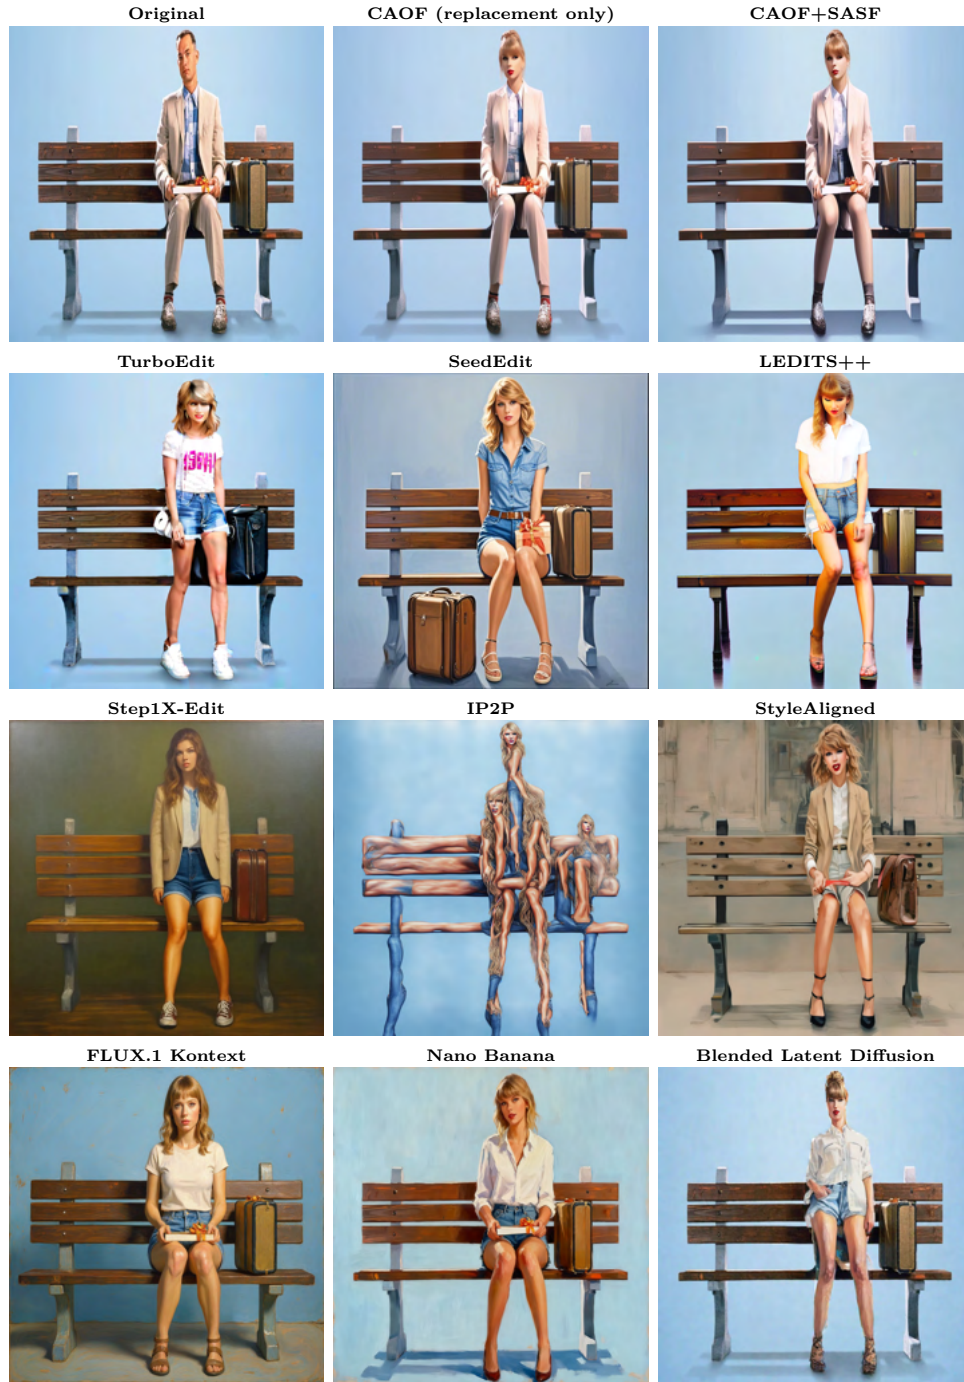 Original
CAOF (replacement only)
CAOF+SASF
TurboEdit
SeedEdit
LEDITS++
Step1X-Edit
IP2P
StyleAligned
FLUX.1 Kontext
Nano Banana
Blended Latent Diffusion